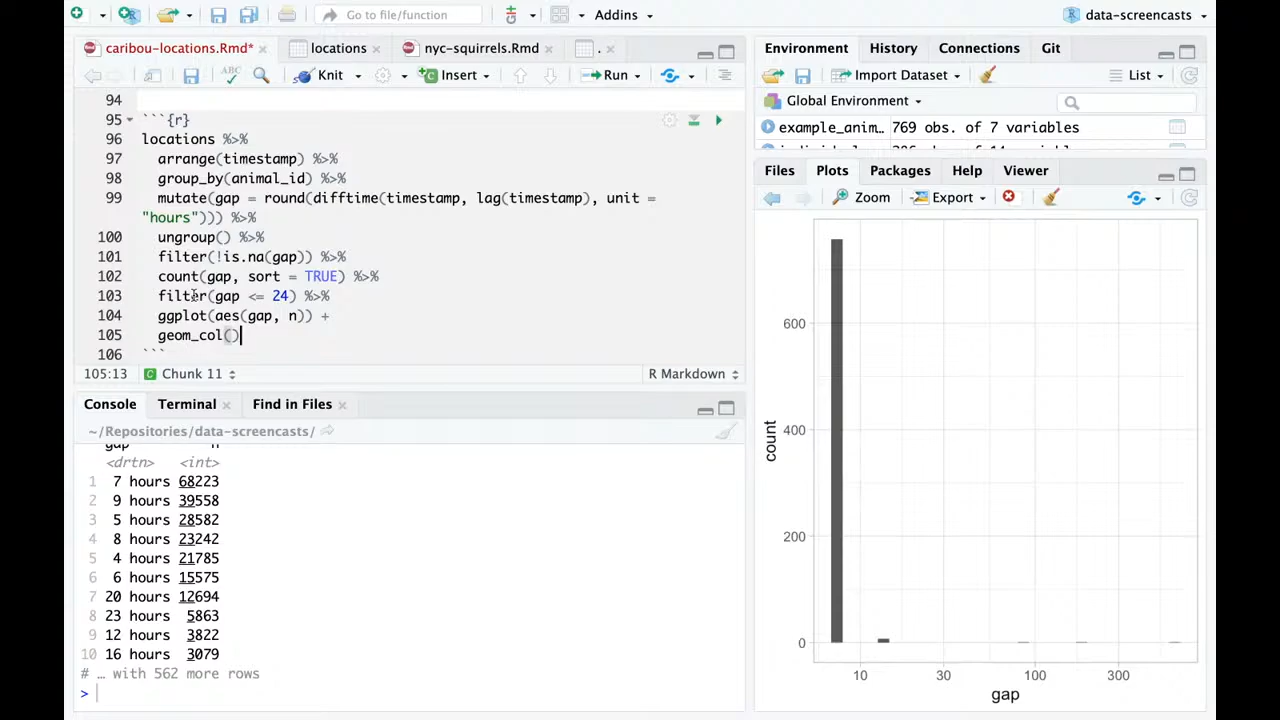 Go to file/function
Addins
data-screencasts
caribou-locations.Rmd*
locations
nyc-squirrels.Rmd
.
ABC
Knit
Insert
Run
94
95 ```{r}
96 locations %>%
97 arrange(timestamp) %>%
98 group_by(animal_id) %>%
99 mutate(gap = round(difftime(timestamp, lag(timestamp), unit =
"hours"))) %>%
100 ungroup() %>%
101 filter(!is.na(gap)) %>%
102 count(gap, sort = TRUE) %>%
103 filter(gap <= 24) %>%
104 ggplot(aes(gap, n)) +
105 geom_col()
106 ```
105:13
Chunk 11
R Markdown
Console
Terminal
Find in Files
~/Repositories/data-screencasts/
gap n
<drtn> <int>
1 7 hours 68223
2 9 hours 39558
3 5 hours 28582
4 8 hours 23242
5 4 hours 21785
6 6 hours 15575
7 20 hours 12694
8 23 hours 5863
9 12 hours 3822
10 16 hours 3079
# … with 562 more rows
>
Environment
History
Connections
Git
Import Dataset
List
Global Environment
example_anim… 769 obs. of 7 variables
Files
Plots
Packages
Help
Viewer
Zoom
Export
count
600
400
200
0
10
30
100
300
gap